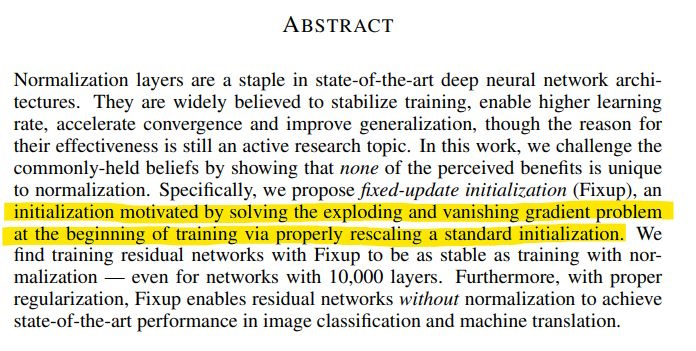 ABSTRACT
Normalization layers are a staple in state-of-the-art deep neural network archi-
tectures. They are widely believed to stabilize training, enable higher learning
rate, accelerate convergence and improve generalization, though the reason for
their effectiveness is still an active research topic. In this work, we challenge the
commonly-held beliefs by showing that none of the perceived benefits is unique
to normalization. Specifically, we propose fixed-update initialization (Fixup), an
initialization motivated by solving the exploding and vanishing gradient problem
at the beginning of training via properly rescaling a standard initialization. We
find training residual networks with Fixup to be as stable as training with nor-
malization — even for networks with 10,000 layers. Furthermore, with proper
regularization, Fixup enables residual networks without normalization to achieve
state-of-the-art performance in image classification and machine translation.